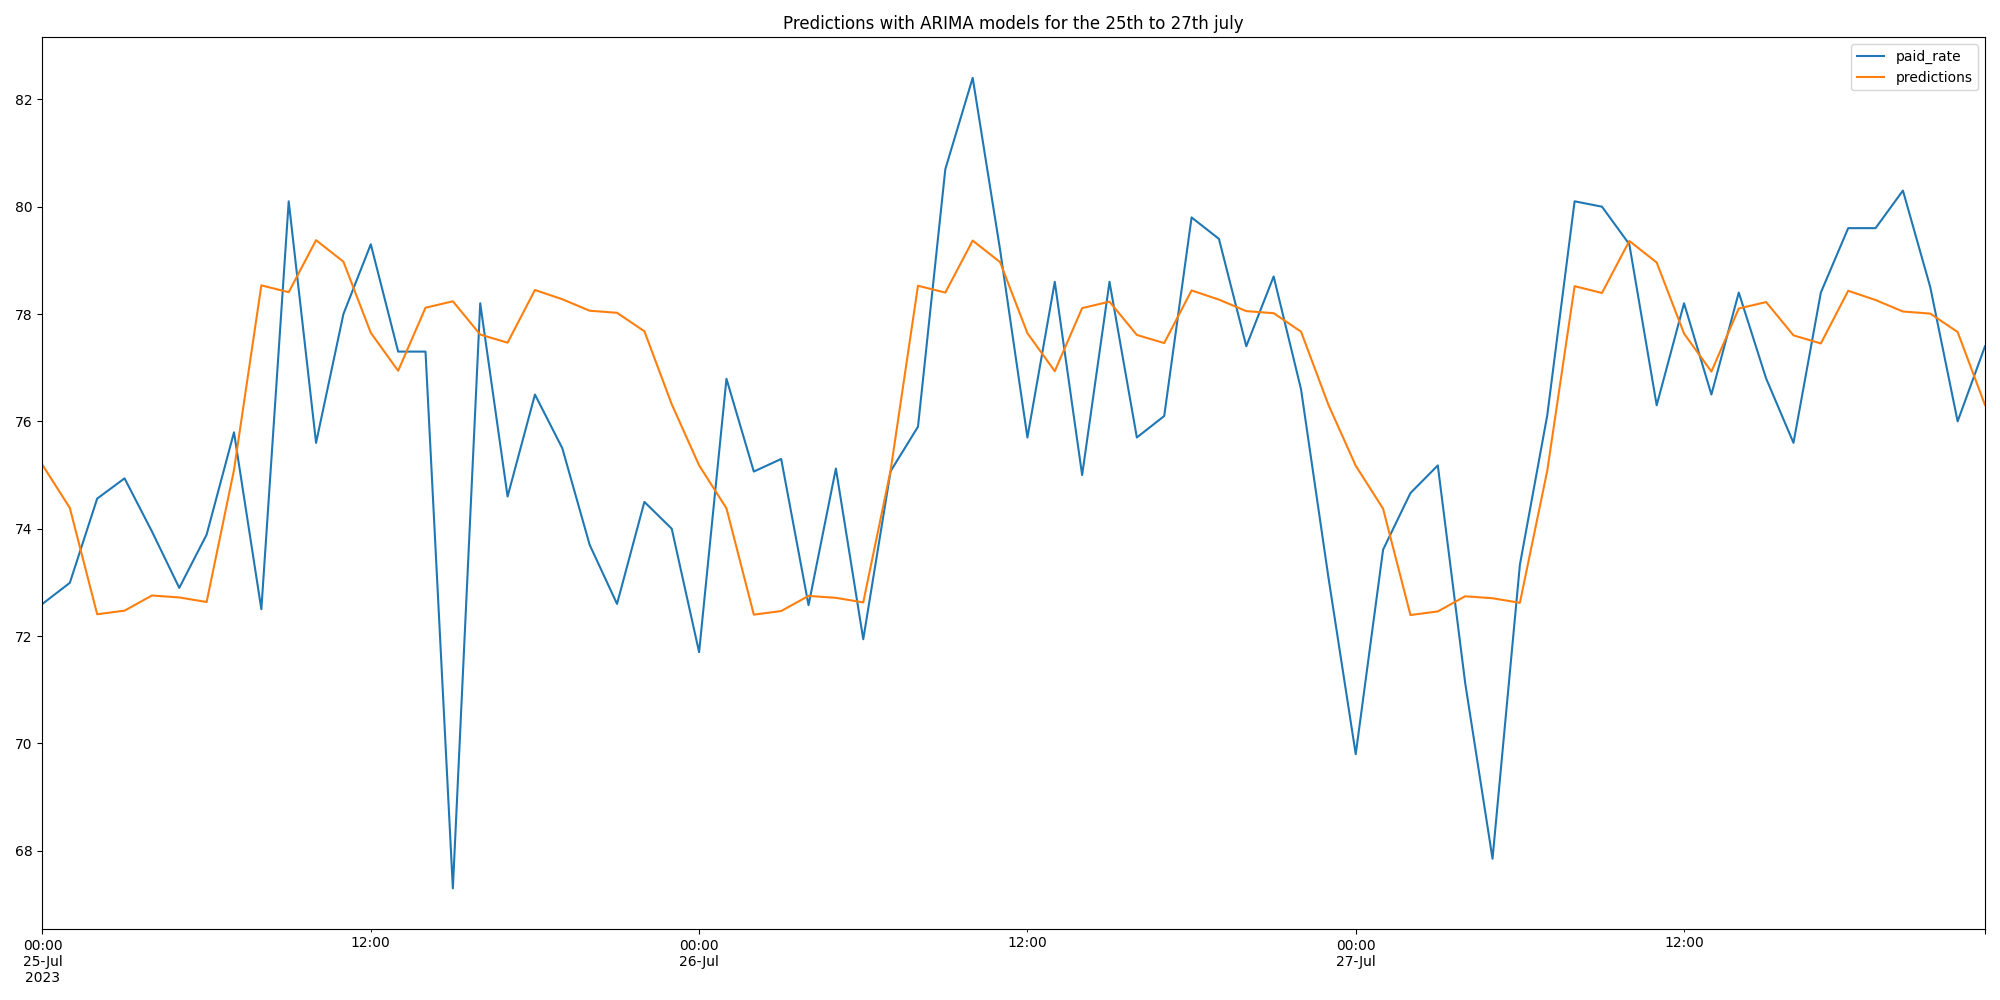 Predictions with ARIMA models for the 25th to 27th july
paid_rate
predictions
82
80
78
76
74
72
70
68
00:00
25-Jul
2023
12:00
00:00
26-Jul
12:00
00:00
27-Jul
12:00